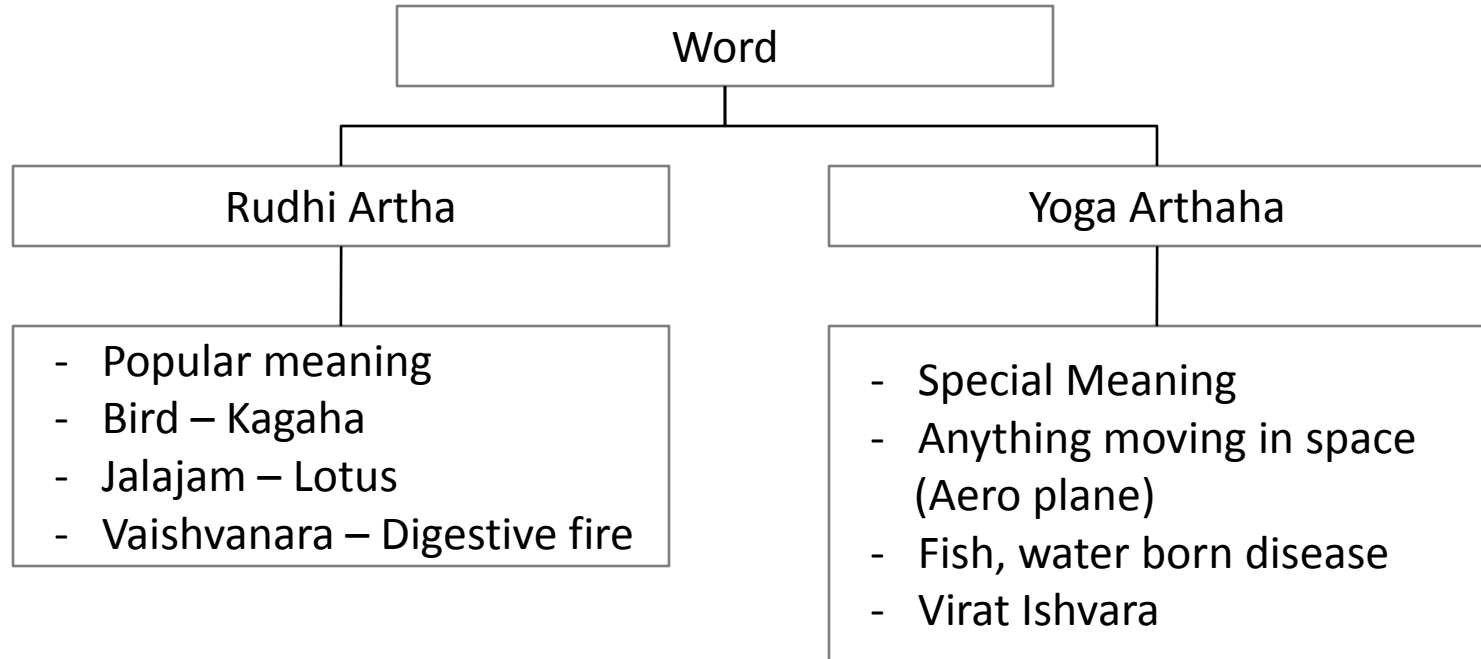 Word
Rudhi Artha
Yoga Arthaha
- Popular meaning
- Bird – Kagaha
- Jalajam – Lotus
- Vaishvanara – Digestive fire
- Special Meaning
- Anything moving in space
(Aero plane)
- Fish, water born disease
- Virat Ishvara